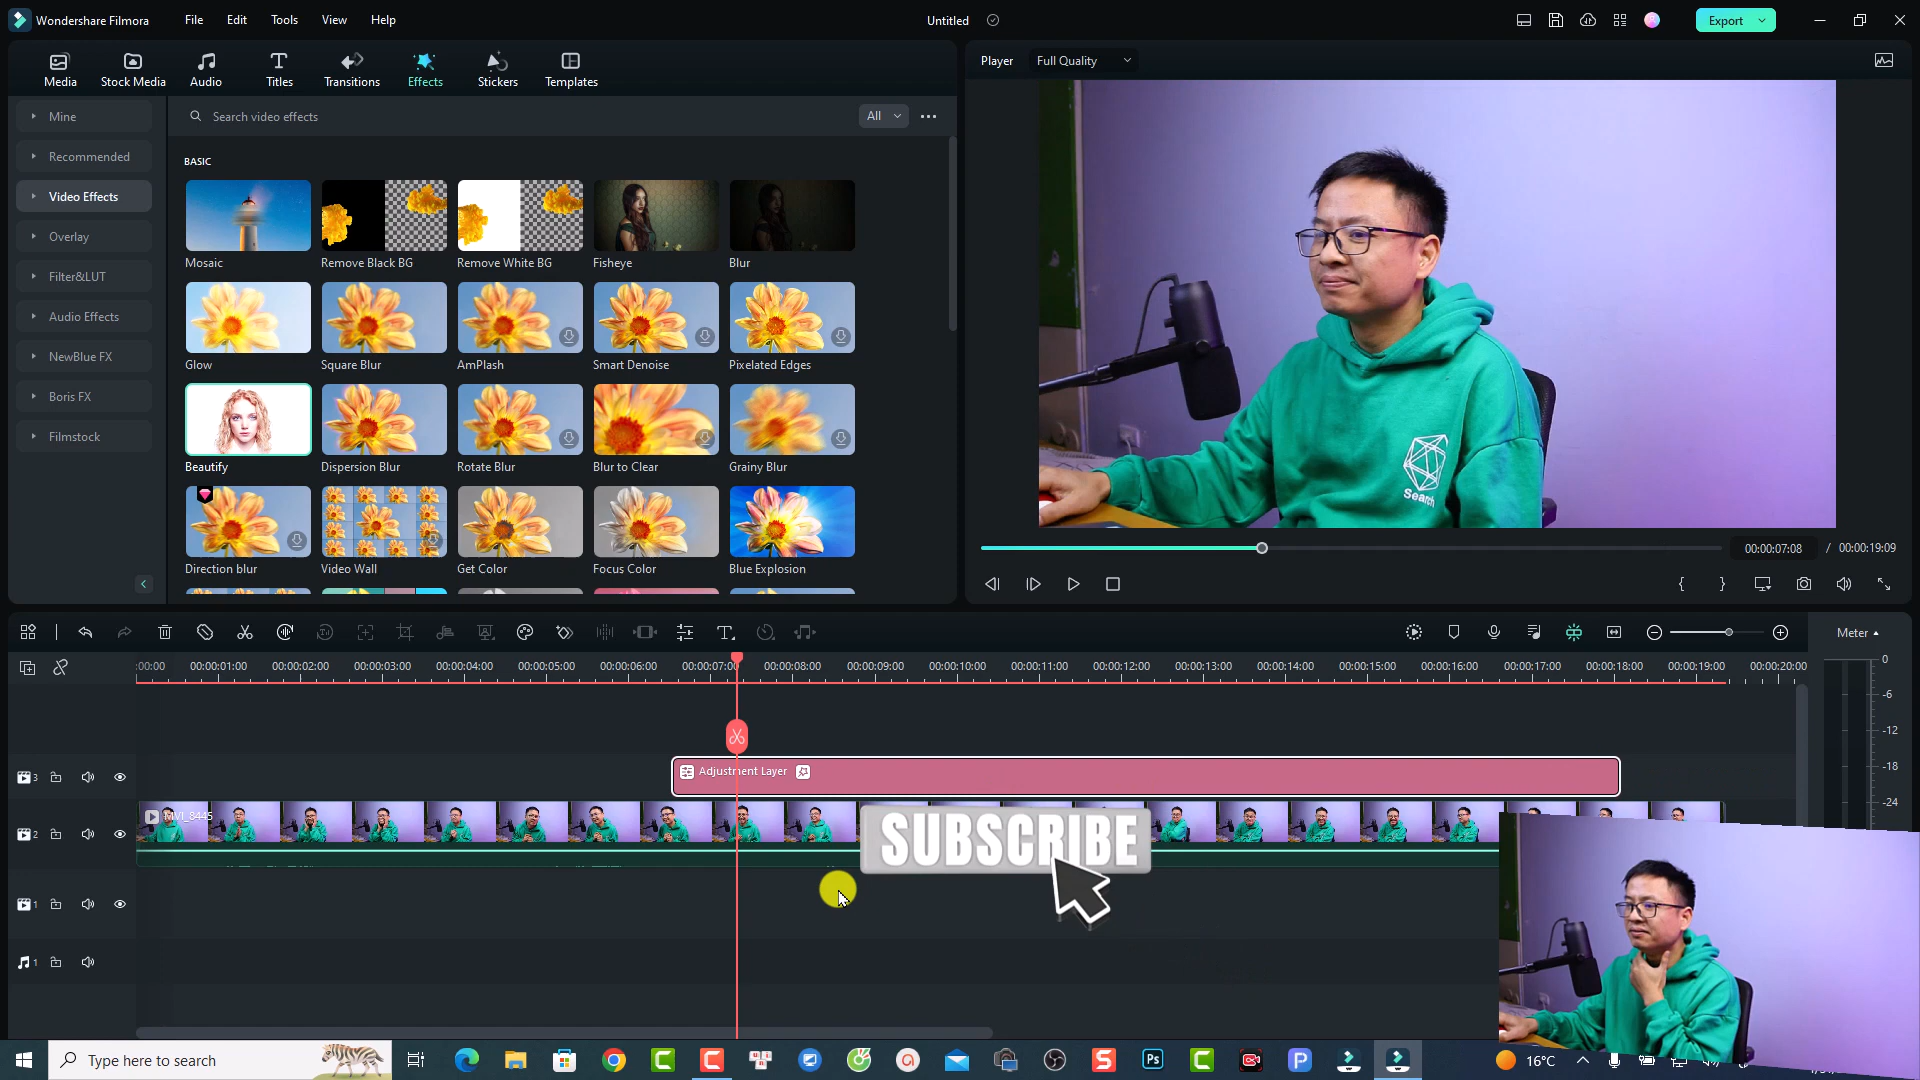 Wondershare Filmora
File
Edit
Tools
View
Help
Untitled
Export
Media
Stock Media
Audio
Titles
Transitions
Effects
Stickers
Templates
Player
Full Quality
Mine
Recommended
Video Effects
Overlay
Filter&LUT
Audio Effects
NewBlue FX
Boris FX
Filmstock
Search video effects
All
BASIC
Mosaic
Remove Black BG
Remove White BG
Fisheye
Blur
Glow
Square Blur
AmPlash
Smart Denoise
Pixelated Edges
Beautify
Dispersion Blur
Rotate Blur
Blur to Clear
Grainy Blur
Direction blur
Video Wall
Get Color
Focus Color
Blue Explosion
Search
00:00:07:08 / 00:00:19:09
Meter
:00:00 00:00:01:00 00:00:02:00 00:00:03:00 00:00:04:00 00:00:05:00 00:00:06:00 00:00:07:00 00:00:08:00 00:00:09:00 00:00:10:00 00:00:11:00 00:00:12:00 00:00:13:00 00:00:14:00 00:00:15:00 00:00:16:00 00:00:17:00 00:00:18:00 00:00:19:00 00:00:20:00
0
-6
-12
-18
-24
3
Adjustment Layer
2
MVI_8445
SUBSCRIBE
1
1
Type here to search
Ps
16°C